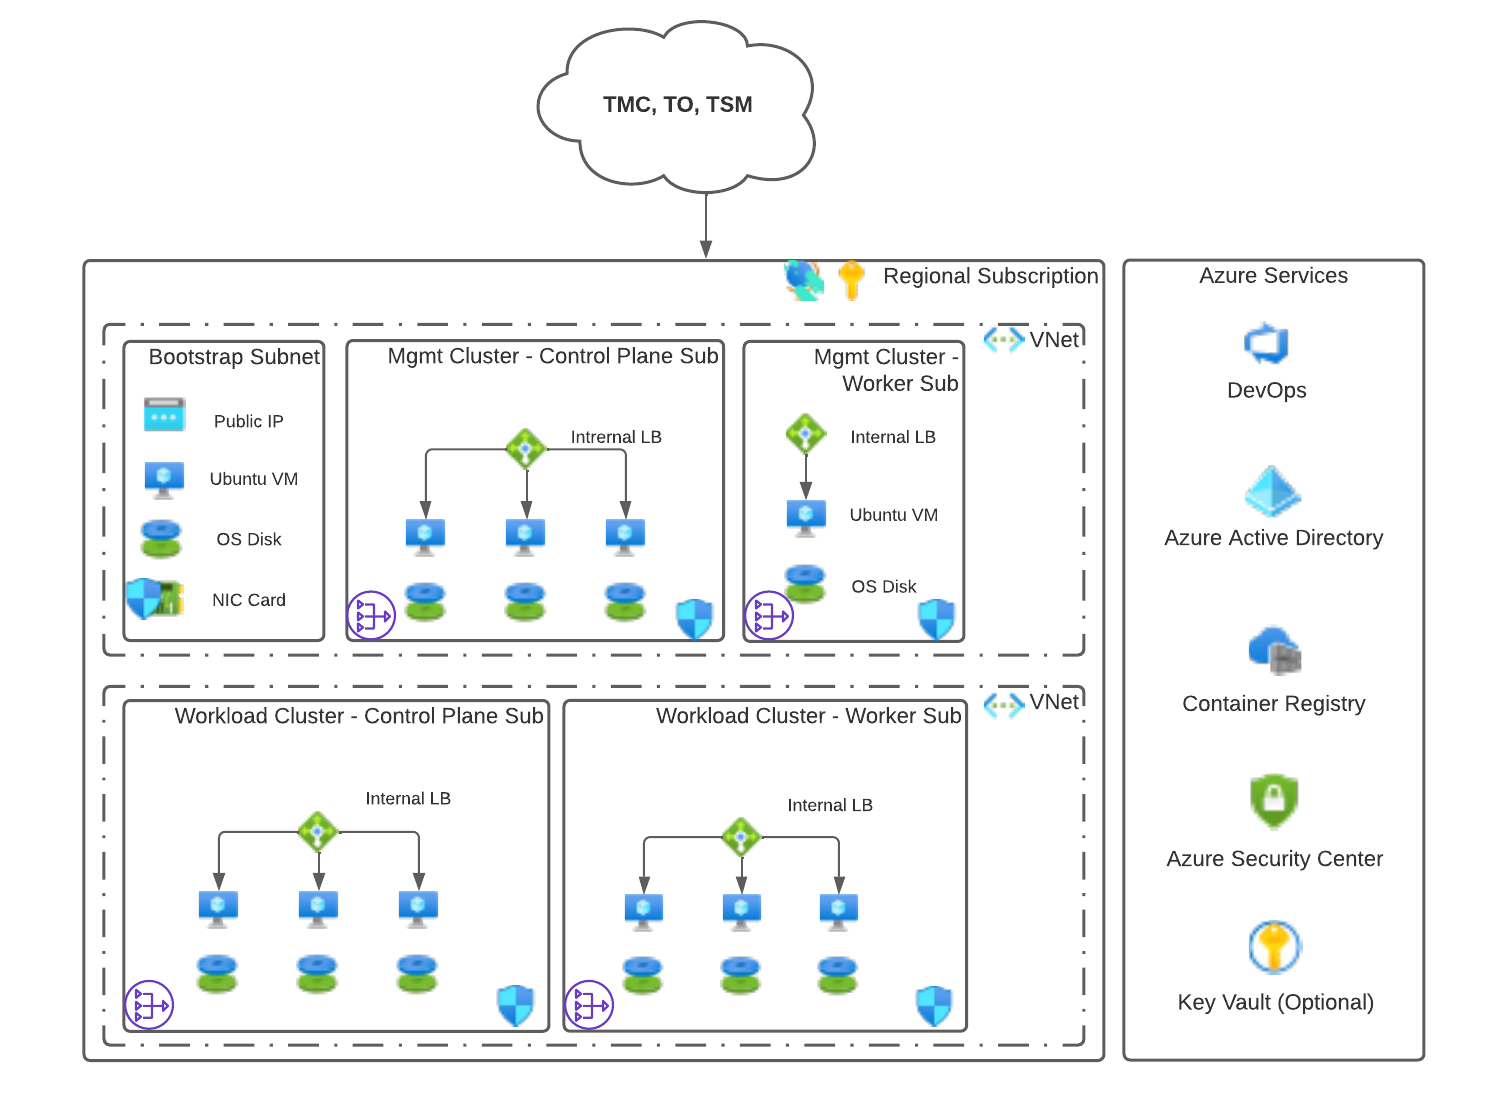 TMC, TO, TSM
Regional Subscription
VNet
Bootstrap Subnet
Public IP
Ubuntu VM
OS Disk
NIC Card
Mgmt Cluster - Control Plane Sub
Intrernal LB
Mgmt Cluster -
Worker Sub
Internal LB
Ubuntu VM
OS Disk
VNet
Workload Cluster - Control Plane Sub
Internal LB
Workload Cluster - Worker Sub
Internal LB
Azure Services
DevOps
Azure Active Directory
Container Registry
Azure Security Center
Key Vault (Optional)